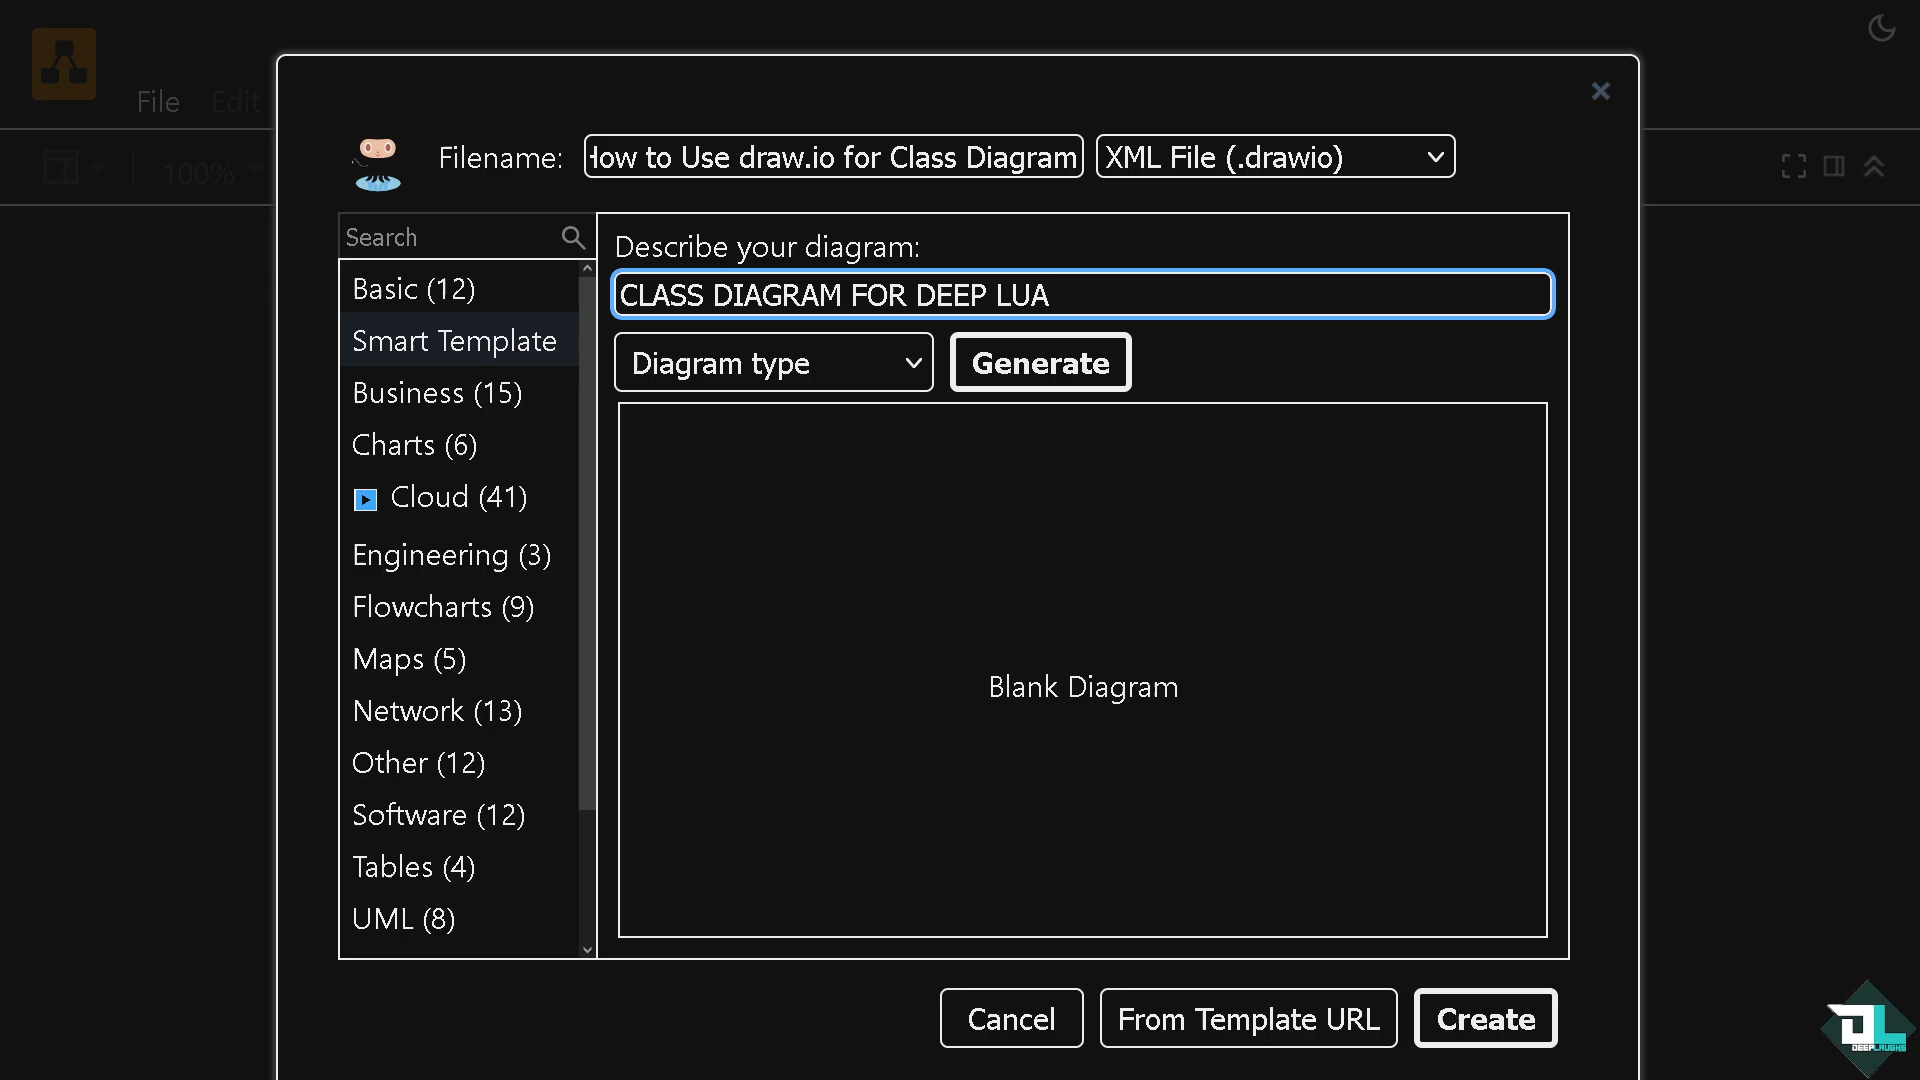 File Edit
Filename: How to Use draw.io for Class Diagram XML File (.drawio)
100%
Search
Describe your diagram:
CLASS DIAGRAM FOR DEEP LUA
Diagram type Generate
Basic (12)
Smart Template
Business (15)
Charts (6)
Cloud (41)
Engineering (3)
Flowcharts (9)
Maps (5)
Network (13)
Other (12)
Software (12)
Tables (4)
UML (8)
Blank Diagram
Cancel From Template URL Create
DL
DEEPLAUGHS